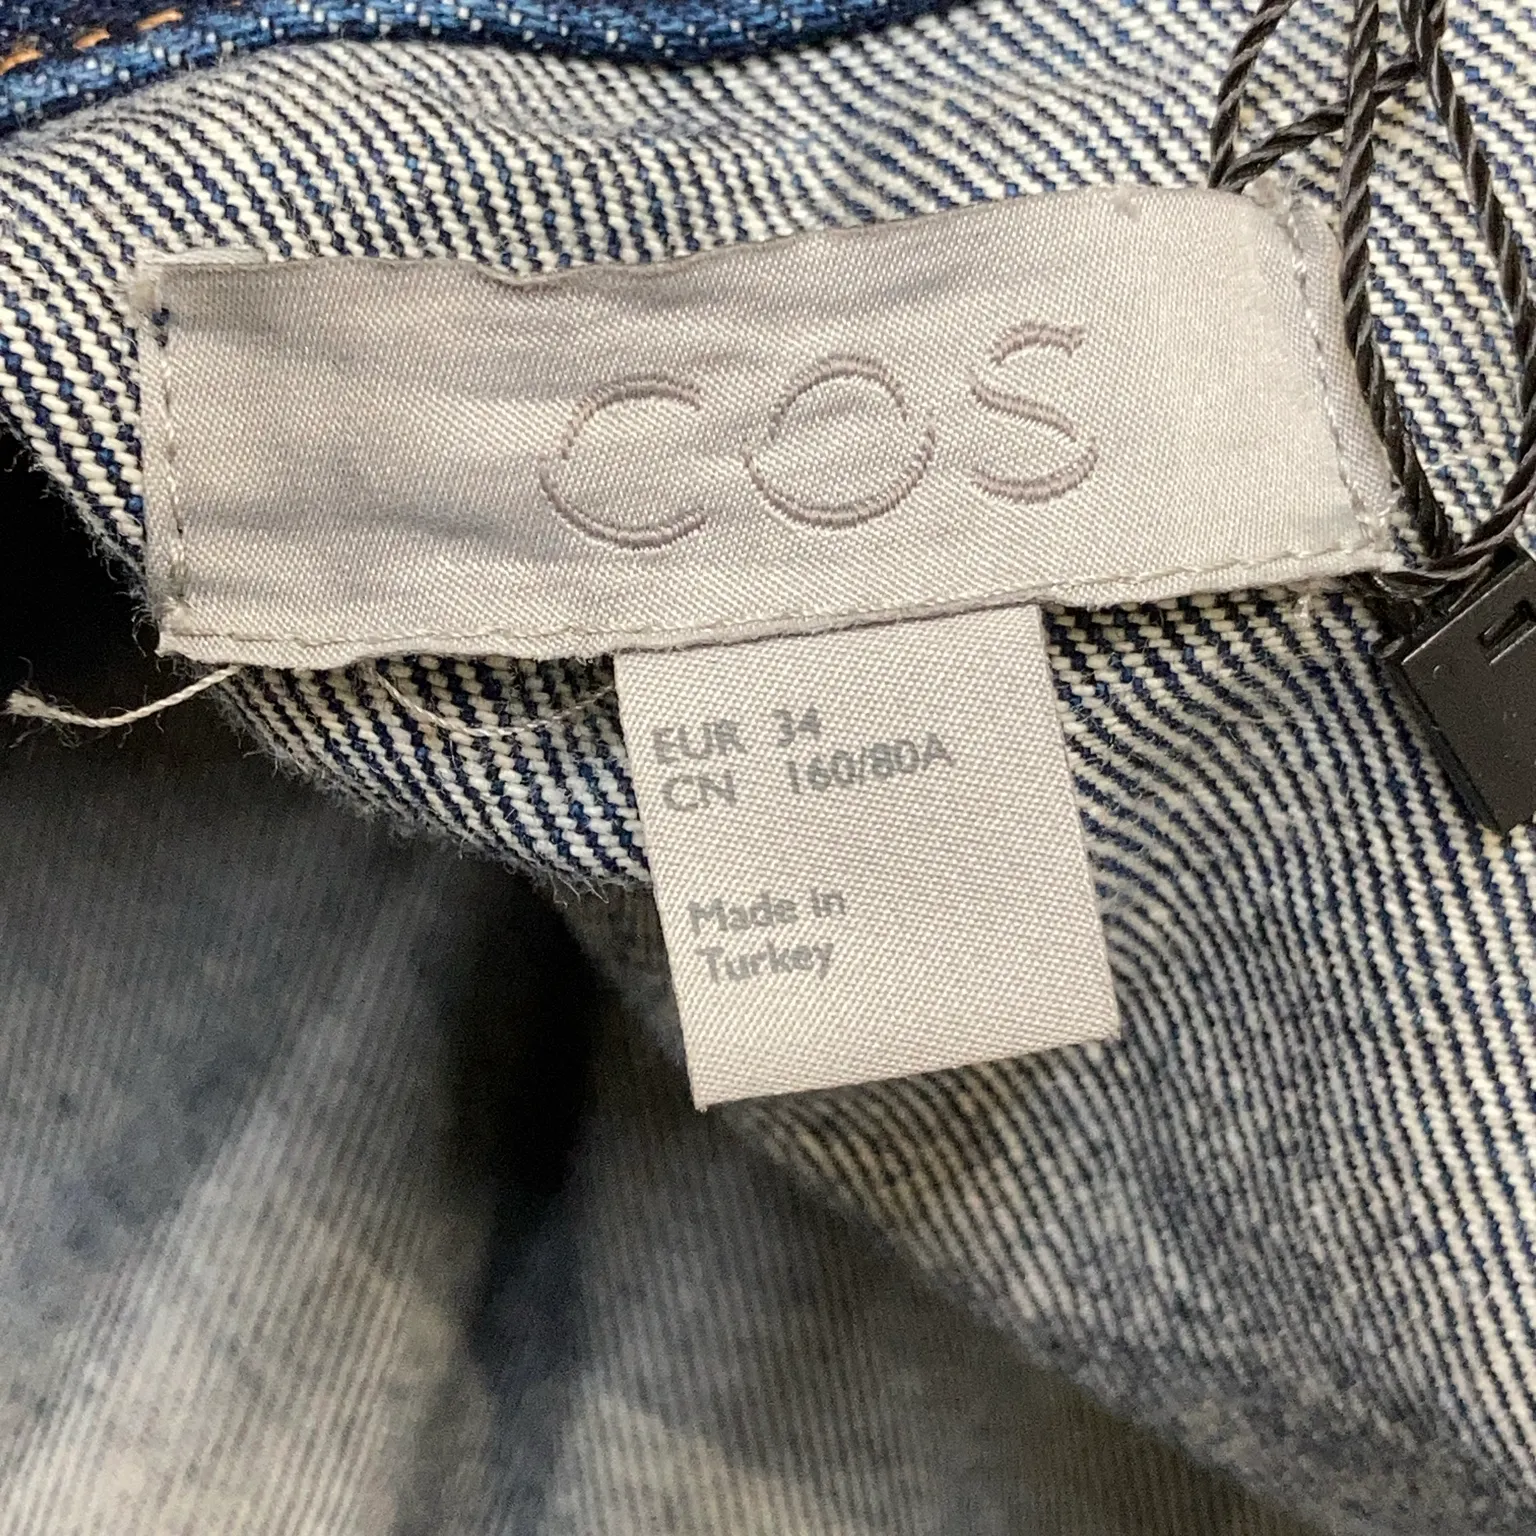 COS
EUR 34
CN 160/80A
Made in
Turkey